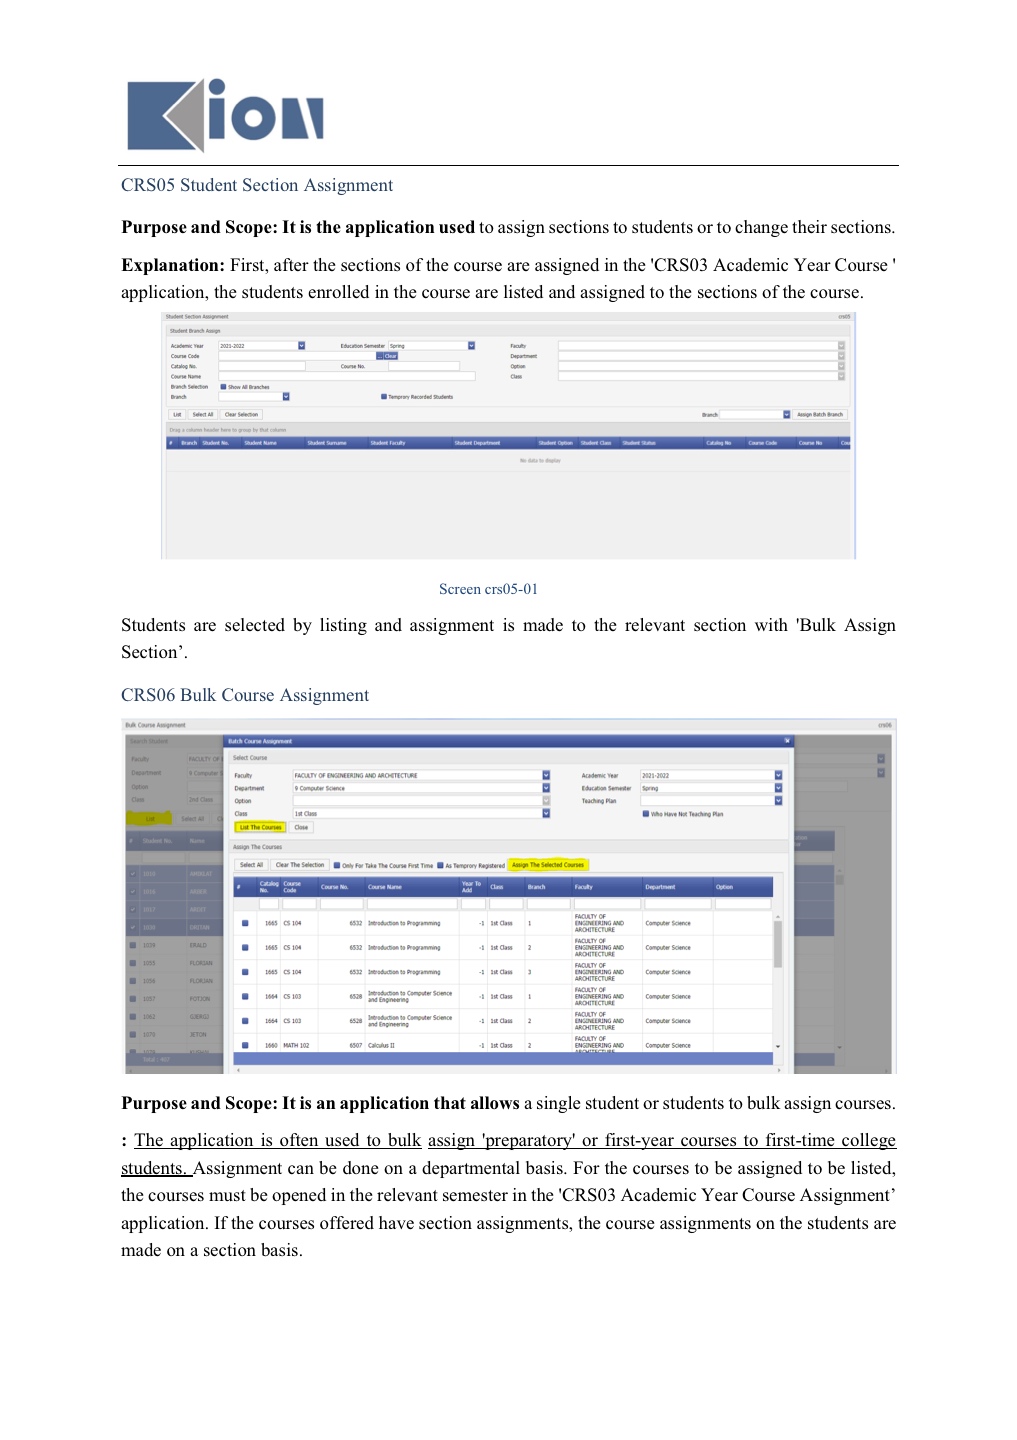 Kion
CRS05 Student Section Assignment
Purpose and Scope: It is the application used to assign sections to students or to change their sections.
Explanation: First, after the sections of the course are assigned in the 'CRS03 Academic Year Course '
application, the students enrolled in the course are listed and assigned to the sections of the course.
Student Section Assignment crs05
Student Branch Assign
Academic Year 2021-2022 Education Semester Spring Faculty
Course Code ... Clear Department
Catalog No. Course No. Option
Course Name Class
Branch Selection Show All Branches
Branch Temprory Recorded Students
List Select All Clear Selection Branch Assign Batch Branch
Drag a column header here to group by that column
# Branch Student No. Student Name Student Surname Student Faculty Student Department Student Option Student Class Student Status Catalog No Course Code Course No Cou
No data to display
Screen crs05-01
Students are selected by listing and assignment is made to the relevant section with 'Bulk Assign
Section’.
CRS06 Bulk Course Assignment
Bulk Course Assignment crs06
Search Student
Batch Course Assignment
Select Course
Faculty FACULTY OF ENGINEERING AND ARCHITECTURE Academic Year 2021-2022
Department 9 Computer Science Education Semester Spring
Option Teaching Plan
Class 1st Class Who Have Not Teaching Plan
List The Courses Close
Assign The Courses
Select All Clear The Selection Only For Take The Course First Time As Temprory Registered Assign The Selected Courses
# Catalog No. Course Code Course No. Course Name Year To Add Class Branch Faculty Department Option
1665 CS 104 6532 Introduction to Programming -1 1st Class 1 FACULTY OF ENGINEERING AND ARCHITECTURE Computer Science
1665 CS 104 6532 Introduction to Programming -1 1st Class 2 FACULTY OF ENGINEERING AND ARCHITECTURE Computer Science
1665 CS 104 6532 Introduction to Programming -1 1st Class 3 FACULTY OF ENGINEERING AND ARCHITECTURE Computer Science
1664 CS 103 6528 Introduction to Computer Science and Engineering -1 1st Class 1 FACULTY OF ENGINEERING AND ARCHITECTURE Computer Science
1664 CS 103 6528 Introduction to Computer Science and Engineering -1 1st Class 2 FACULTY OF ENGINEERING AND ARCHITECTURE Computer Science
1660 MATH 102 6507 Calculus II -1 1st Class 2 FACULTY OF ENGINEERING AND ARCHITECTURE Computer Science
Purpose and Scope: It is an application that allows a single student or students to bulk assign courses.
: The application is often used to bulk assign 'preparatory' or first-year courses to first-time college
students. Assignment can be done on a departmental basis. For the courses to be assigned to be listed,
the courses must be opened in the relevant semester in the 'CRS03 Academic Year Course Assignment’
application. If the courses offered have section assignments, the course assignments on the students are
made on a section basis.